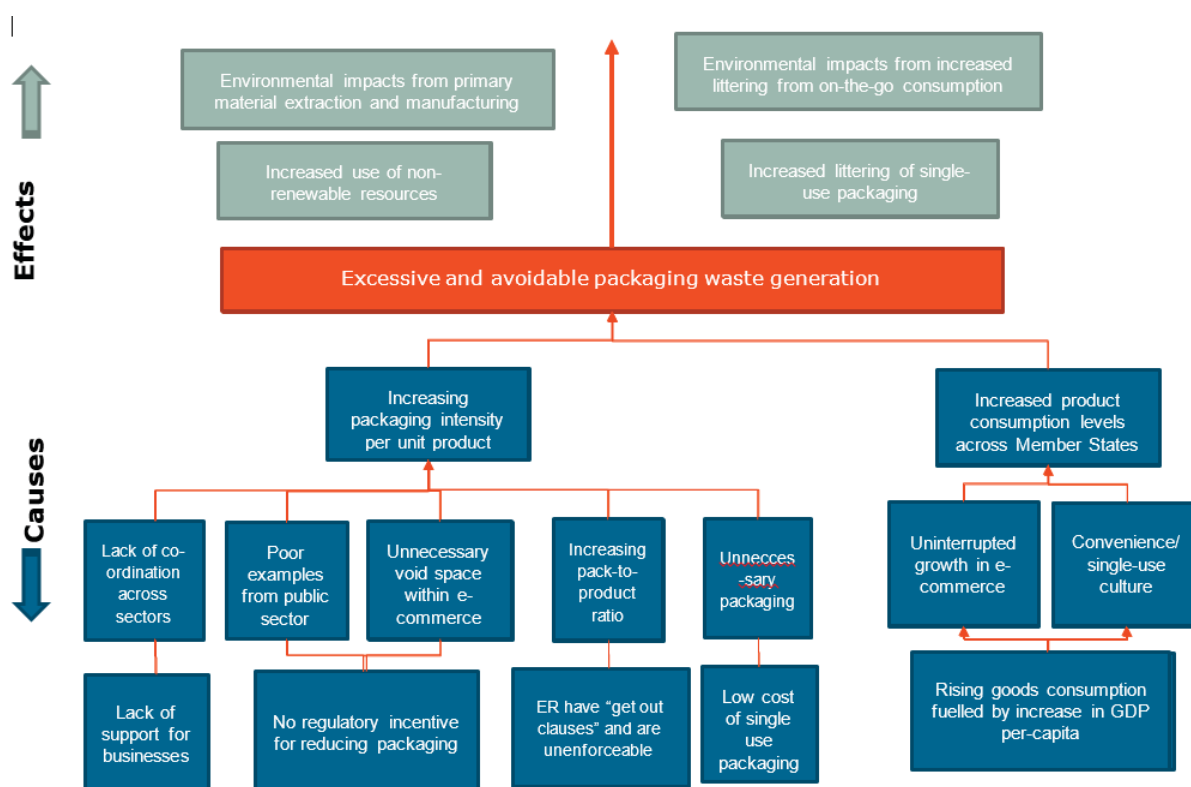 Environmental impacts from primary
material extraction and manufacturing
Environmental impacts from increased
littering from on-the-go consumption
Increased use of non-
renewable resources
Increased littering of single-
use packaging
Effects
Excessive and avoidable packaging waste generation
Increasing
packaging intensity
per unit product
Increased product
consumption levels
across Member States
Causes
Lack of co-
ordination
across
sectors
Poor
examples
from public
sector
Unnecessary
void space
within e-
commerce
Increasing
pack-to-
product
ratio
Unnecces
-sary
packaging
Uninterrupted
growth in e-
commerce
Convenience/
single-use
culture
Lack of
support for
businesses
No regulatory incentive
for reducing packaging
ER have “get out
clauses” and are
unenforceable
Low cost
of single
use
packaging
Rising goods consumption
fuelled by increase in GDP
per-capita